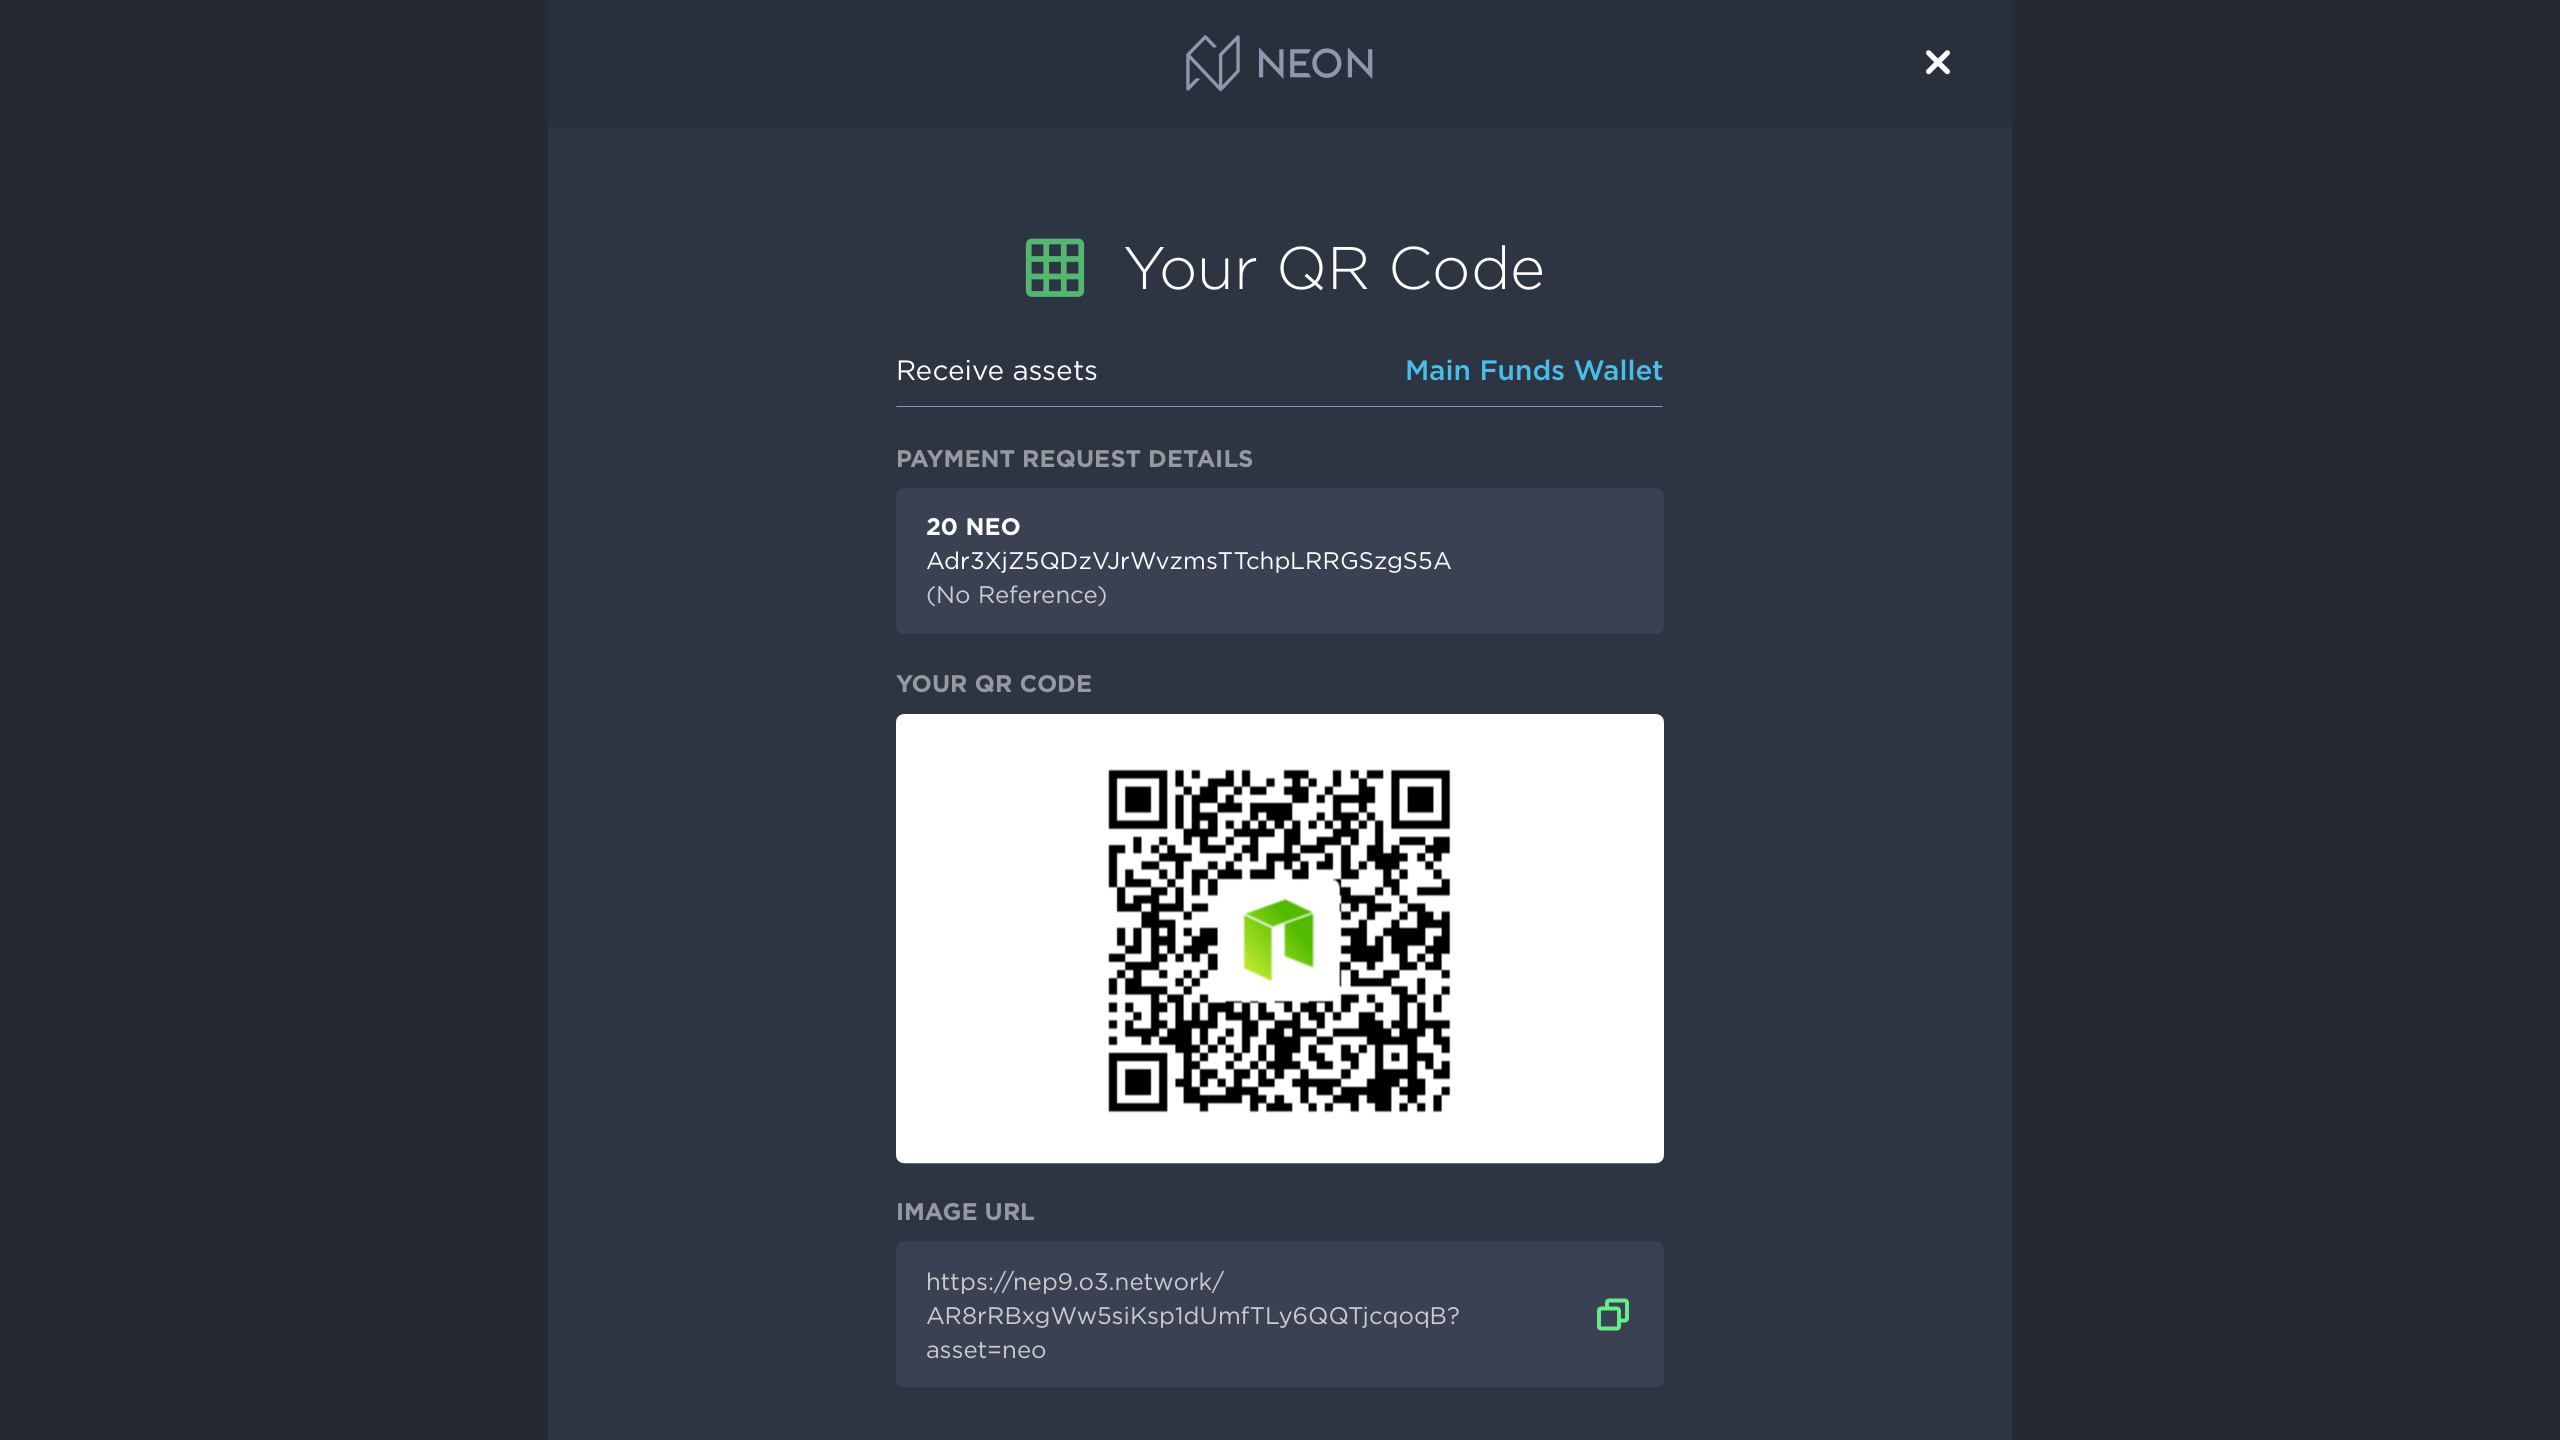 NEON
Your QR Code
Receive assets
Main Funds Wallet
PAYMENT REQUEST DETAILS
20 NEO
Adr3XjZ5QDzVJrWvzmsTTchpLRRGSzgS5A
(No Reference)
YOUR QR CODE
IMAGE URL
https://nep9.o3.network/
AR8rRBxgWw5siKsp1dUmfTLy6QQTjcqoqB?
asset=neo